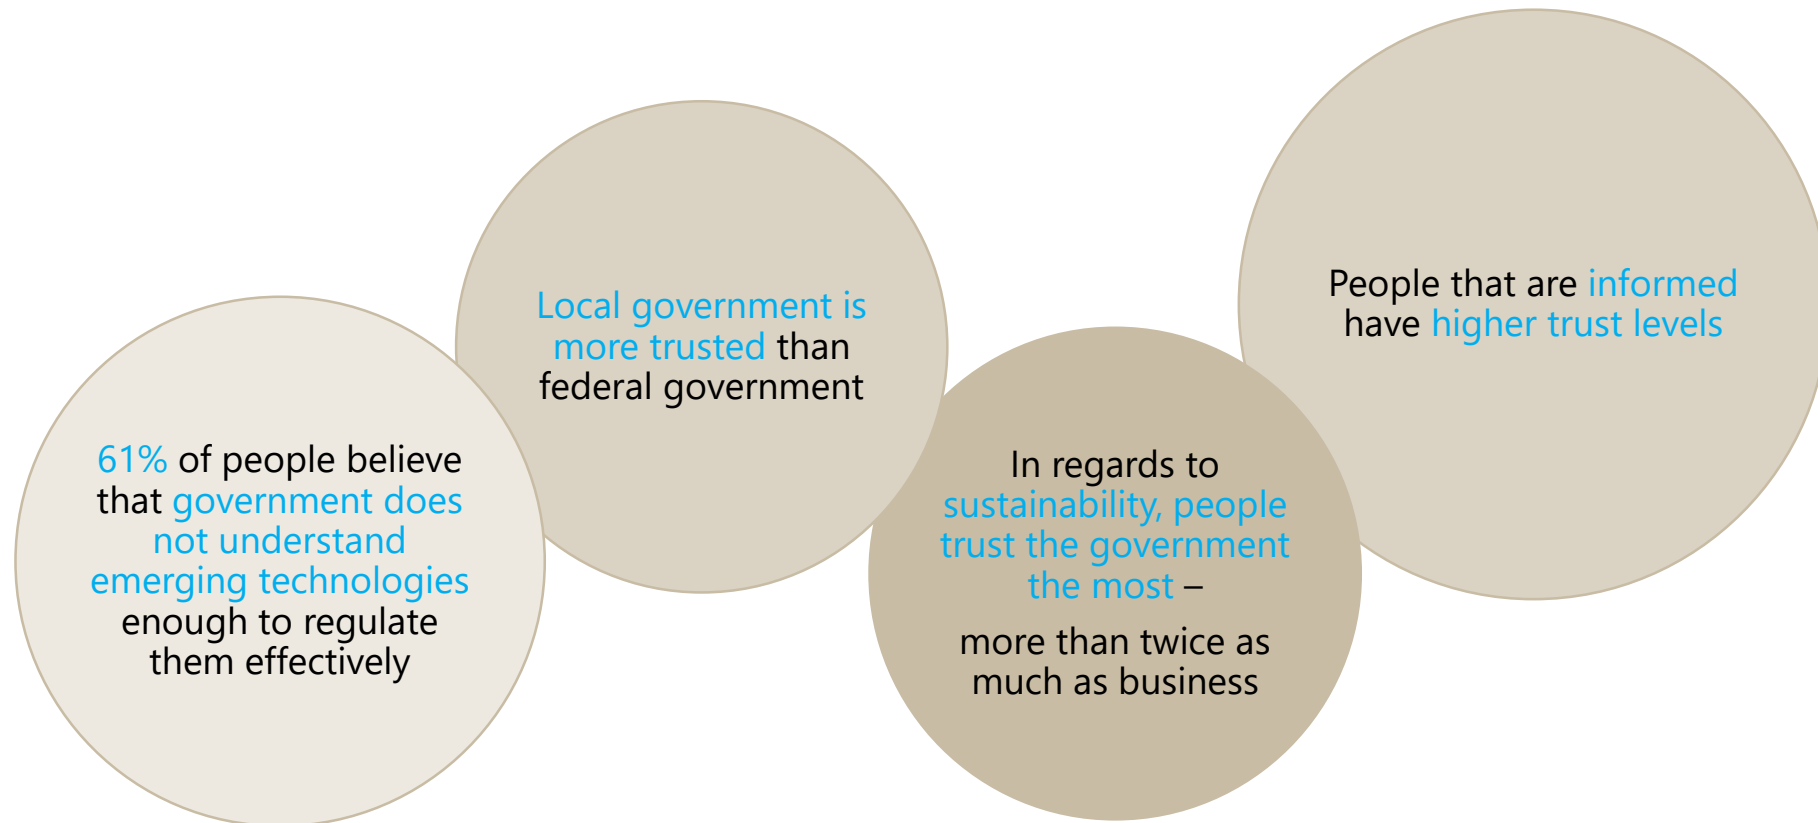 61% of people believe
that government does
not understand
emerging technologies
enough to regulate
them effectively
Local government is
more trusted than
federal government
In regards to
sustainability, people
trust the government
the most –
more than twice as
much as business
People that are informed
have higher trust levels